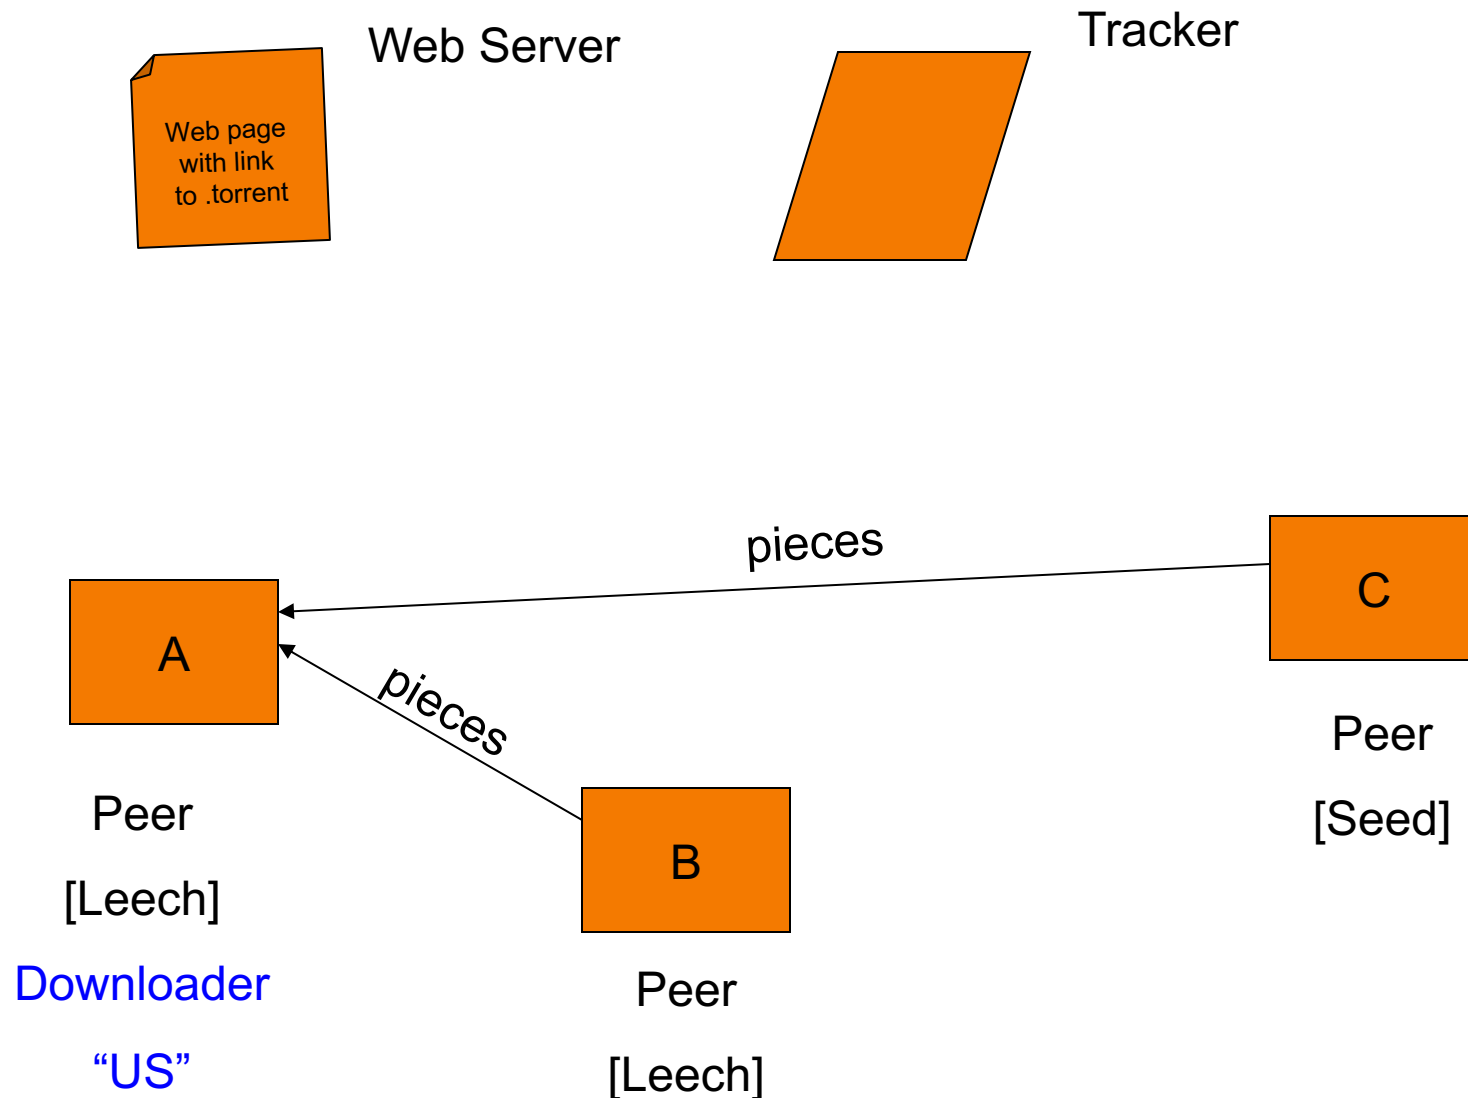 Web Server
Tracker
Web page
with link
to .torrent
pieces
C
A
pieces
Peer
[Seed]
Peer
[Leech]
Downloader
“US”
B
Peer
[Leech]